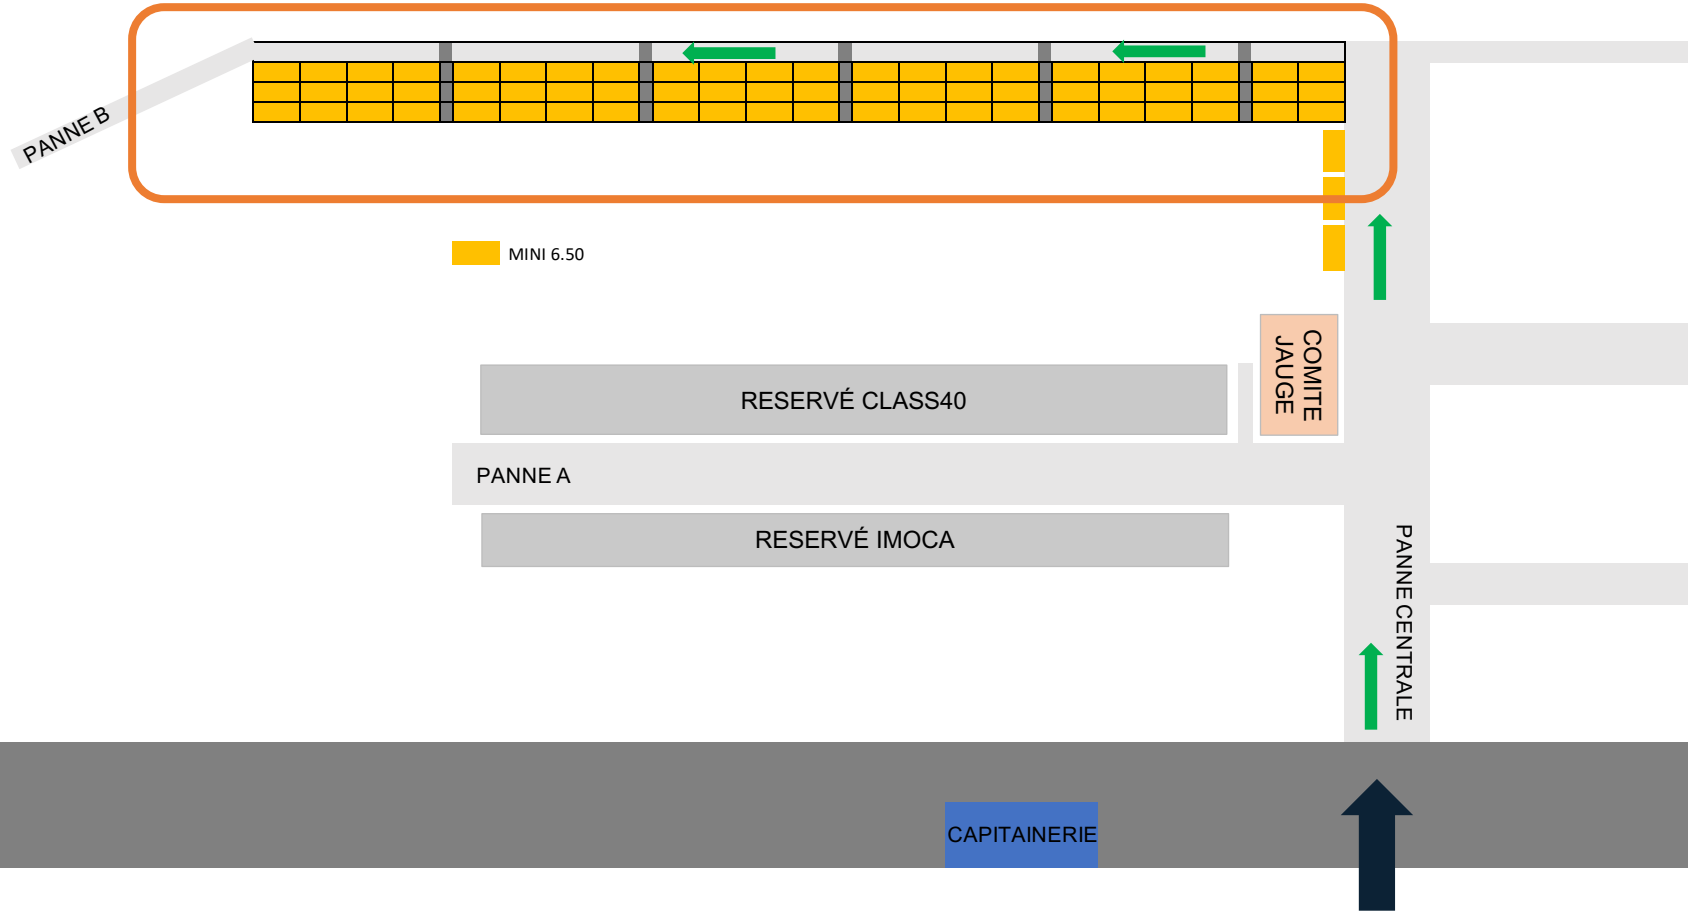 PANNE B
MINI 6.50
COMITE
JAUGE
RESERVÉ CLASS40
PANNE A
RESERVÉ IMOCA
PANNE CENTRALE
CAPITAINERIE